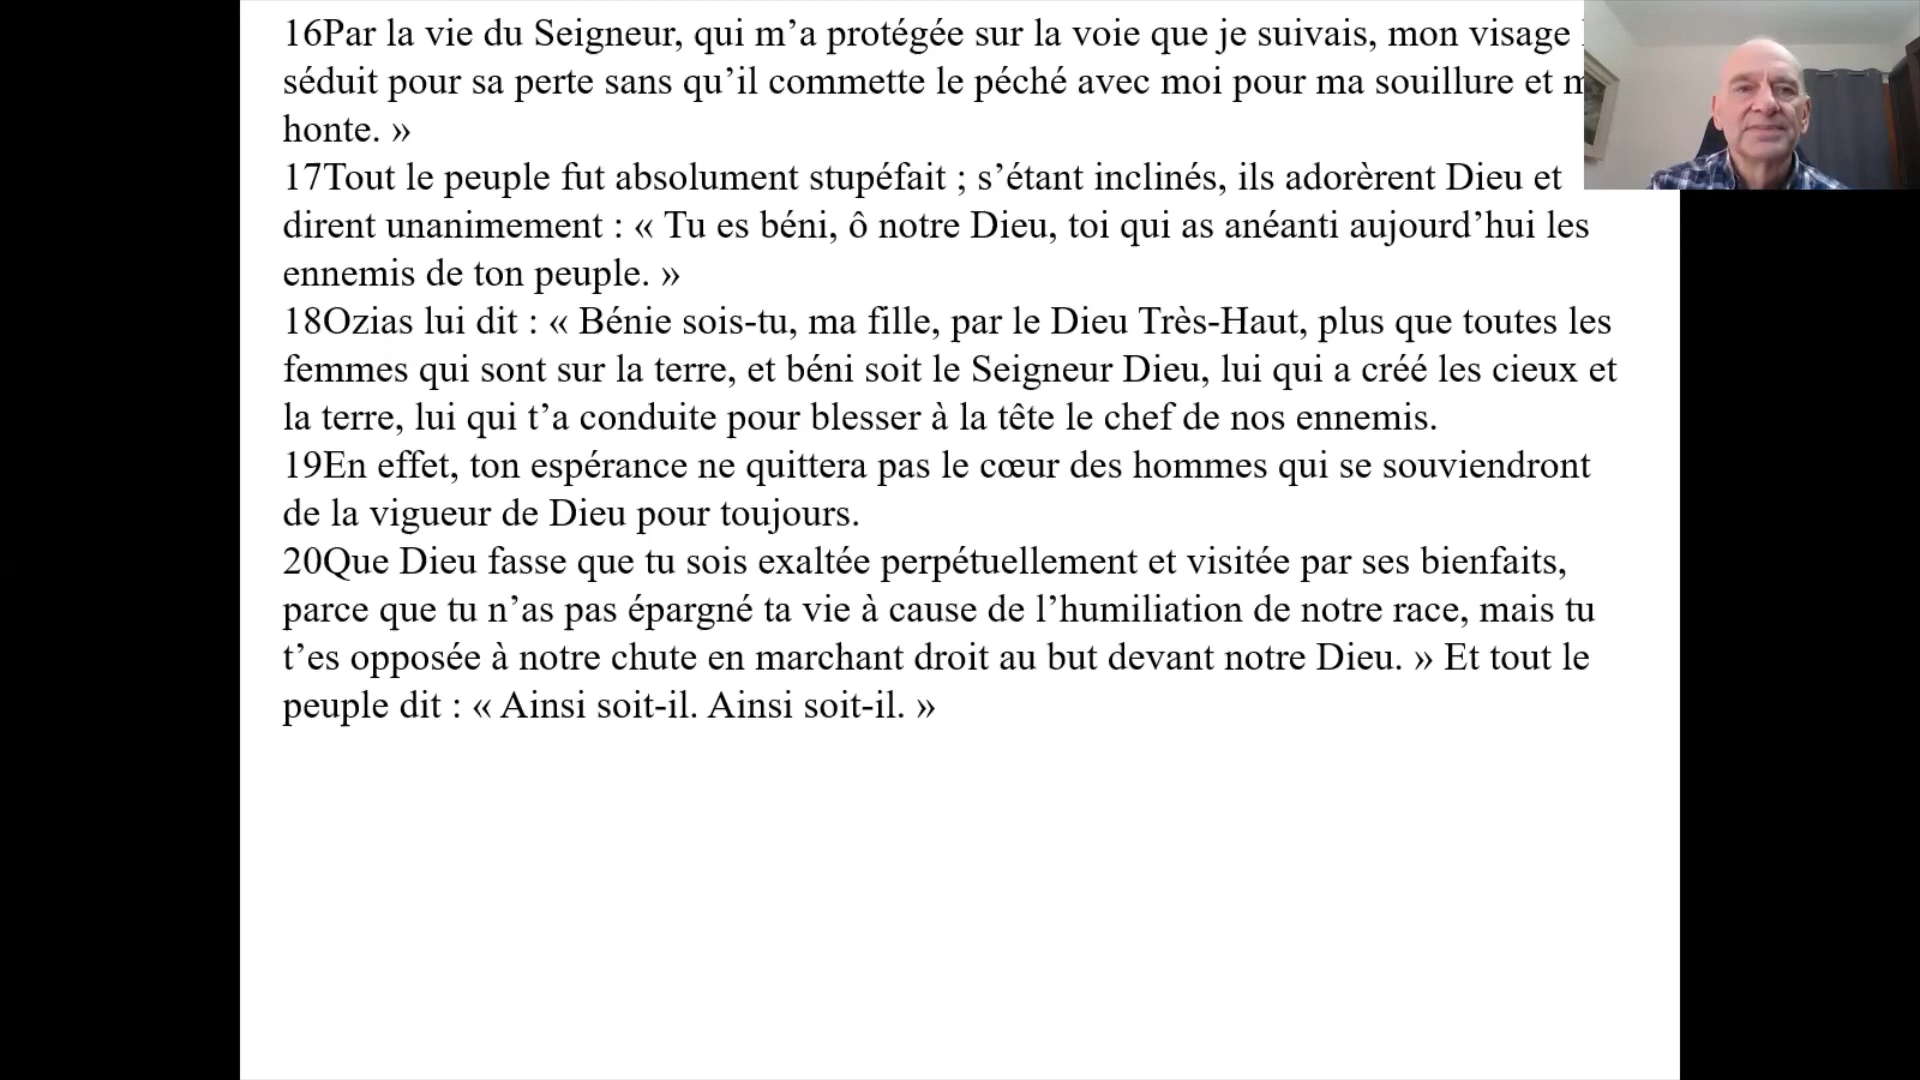 16Par la vie du Seigneur, qui m’a protégée sur la voie que je suivais, mon visage
séduit pour sa perte sans qu’il commette le péché avec moi pour ma souillure et
honte. »
17Tout le peuple fut absolument stupéfait ; s’étant inclinés, ils adorèrent Dieu et
dirent unanimement : « Tu es béni, ô notre Dieu, toi qui as anéanti aujourd’hui les
ennemis de ton peuple. »
18Ozias lui dit : « Bénie sois-tu, ma fille, par le Dieu Très-Haut, plus que toutes les
femmes qui sont sur la terre, et béni soit le Seigneur Dieu, lui qui a créé les cieux et
la terre, lui qui t’a conduite pour blesser à la tête le chef de nos ennemis.
19En effet, ton espérance ne quittera pas le cœur des hommes qui se souviendront
de la vigueur de Dieu pour toujours.
20Que Dieu fasse que tu sois exaltée perpétuellement et visitée par ses bienfaits,
parce que tu n’as pas épargné ta vie à cause de l’humiliation de notre race, mais tu
t’es opposée à notre chute en marchant droit au but devant notre Dieu. » Et tout le
peuple dit : « Ainsi soit-il. Ainsi soit-il. »